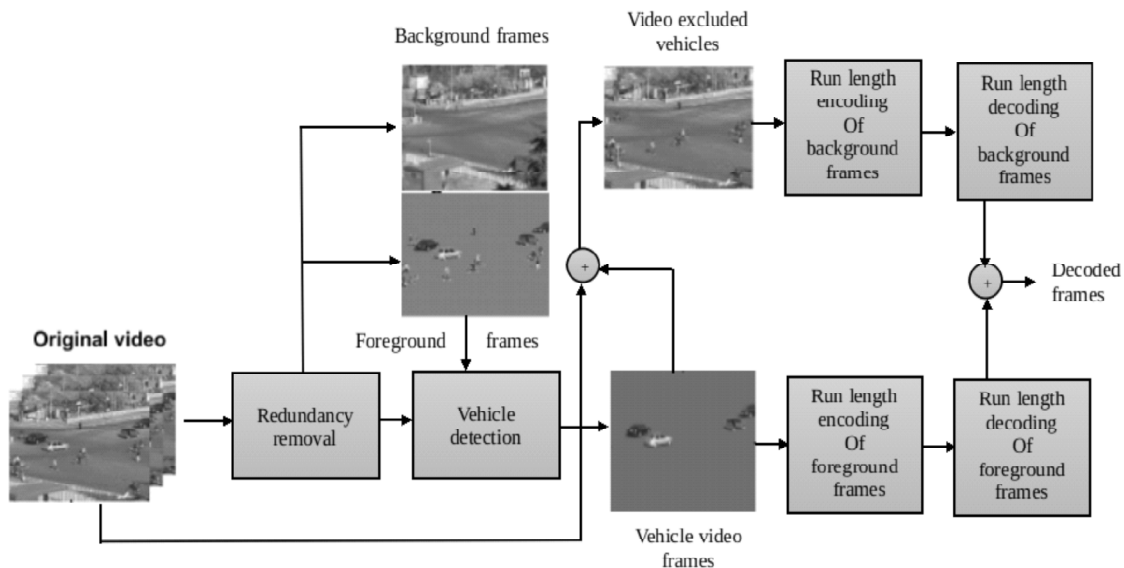 Background frames
Video excluded
vehicles
Run length
encoding
Of
background
frames
Run length
decoding
Of
background
frames
+
+
Decoded
frames
Foreground frames
Original video
Redundancy
removal
Vehicle
detection
Run length
encoding
Of
foreground
frames
Run length
decoding
Of
foreground
frames
Vehicle video
frames